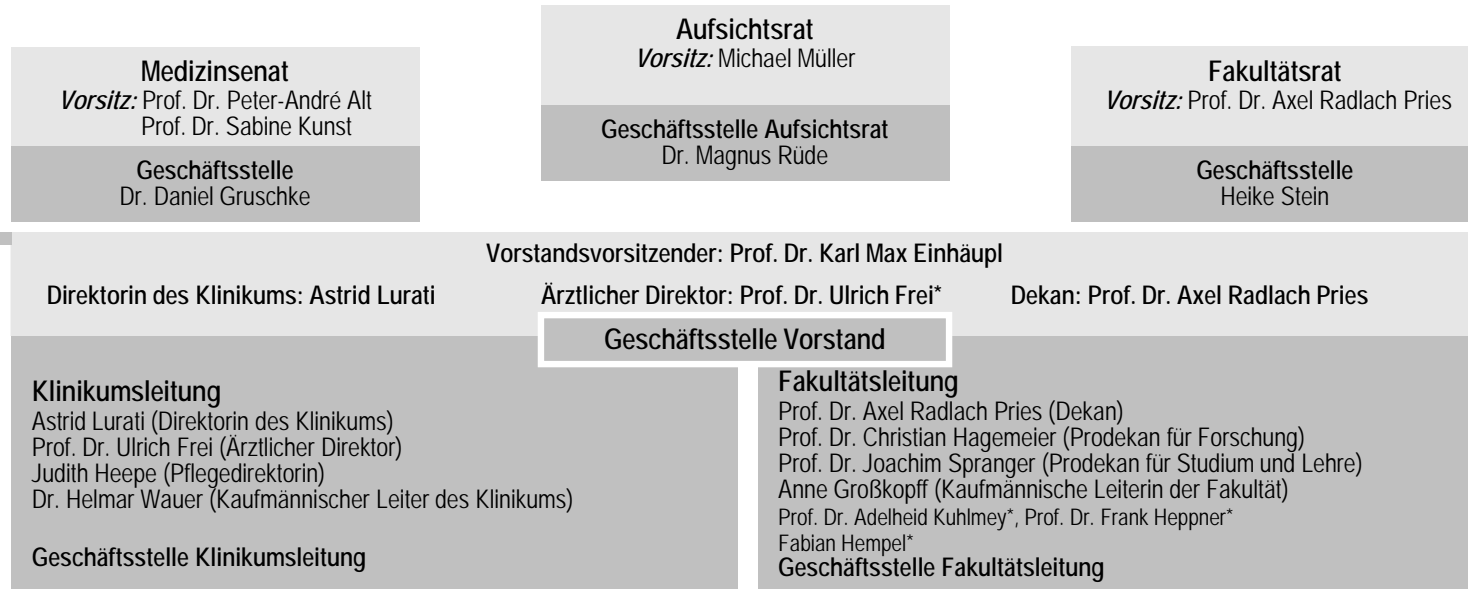 Aufsichtsrat
Vorsitz: Michael Müller
Geschäftsstelle Aufsichtsrat
Dr. Magnus Rüde
Medizinsenat
Vorsitz: Prof. Dr. Peter-André Alt
Prof. Dr. Sabine Kunst
Geschäftsstelle
Dr. Daniel Gruschke
Fakultätsrat
Vorsitz: Prof. Dr. Axel Radlach Pries
Geschäftsstelle
Heike Stein
Vorstandsvorsitzender: Prof. Dr. Karl Max Einhäupl
Direktorin des Klinikums: Astrid Lurati
Ärztlicher Direktor: Prof. Dr. Ulrich Frei*
Dekan: Prof. Dr. Axel Radlach Pries
Geschäftsstelle Vorstand
Klinikumsleitung
Astrid Lurati (Direktorin des Klinikums)
Prof. Dr. Ulrich Frei (Ärztlicher Direktor)
Judith Heepe (Pflegedirektorin)
Dr. Helmar Wauer (Kaufmännischer Leiter des Klinikums)
Geschäftsstelle Klinikumsleitung
Fakultätsleitung
Prof. Dr. Axel Radlach Pries (Dekan)
Prof. Dr. Christian Hagemeier (Prodekan für Forschung)
Prof. Dr. Joachim Spranger (Prodekan für Studium und Lehre)
Anne Großkopff (Kaufmännische Leiterin der Fakultät)
Prof. Dr. Adelheid Kuhlmey*, Prof. Dr. Frank Heppner*
Fabian Hempel*
Geschäftsstelle Fakultätsleitung